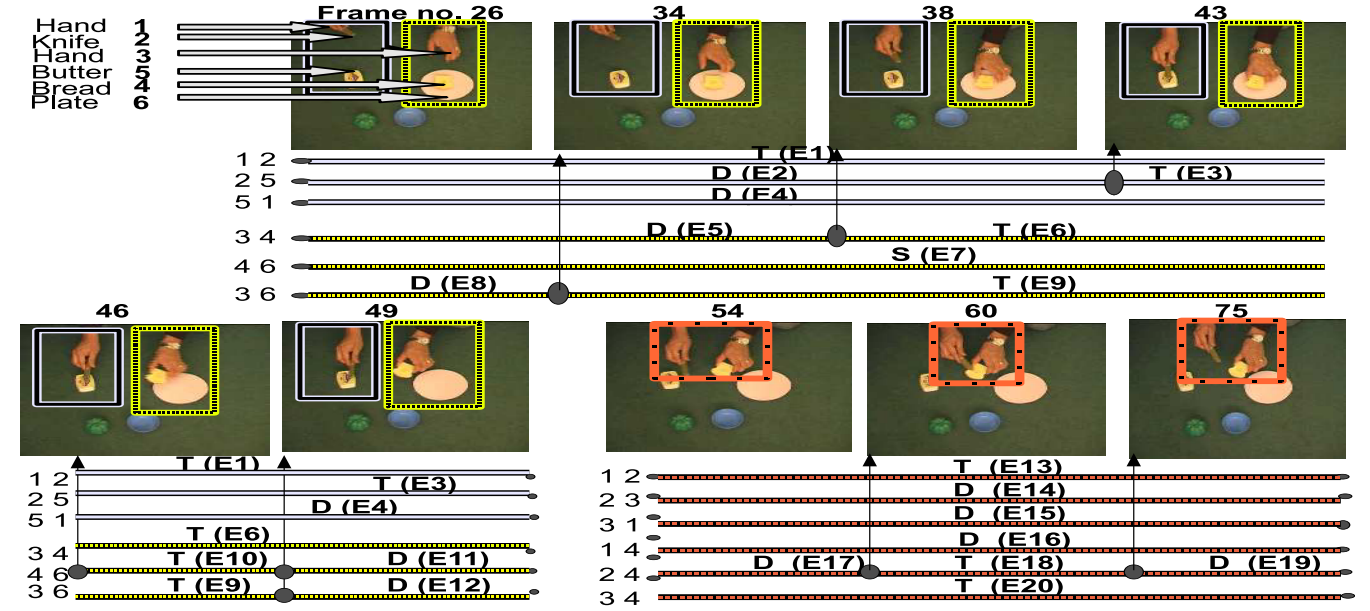 Frame no. 26 34 38 43
Hand 1
Knife 2
Hand 3
Butter 5
Bread 4
Plate 6
1 2 T (E1)
2 5 D (E2) T (E3)
5 1 D (E4)
3 4 D (E5) T (E6)
4 6 S (E7)
3 6 D (E8) T (E9)
46 49
1 2 T (E1)
2 5 T (E3)
5 1 D (E4)
3 4 T (E6)
4 6 T (E10) D (E11)
3 6 T (E9) D (E12)
54 60 75
1 2 T (E13)
2 3 D (E14)
3 1 D (E15)
1 4 D (E16)
2 4 D (E17) T (E18) D (E19)
3 4 T (E20)